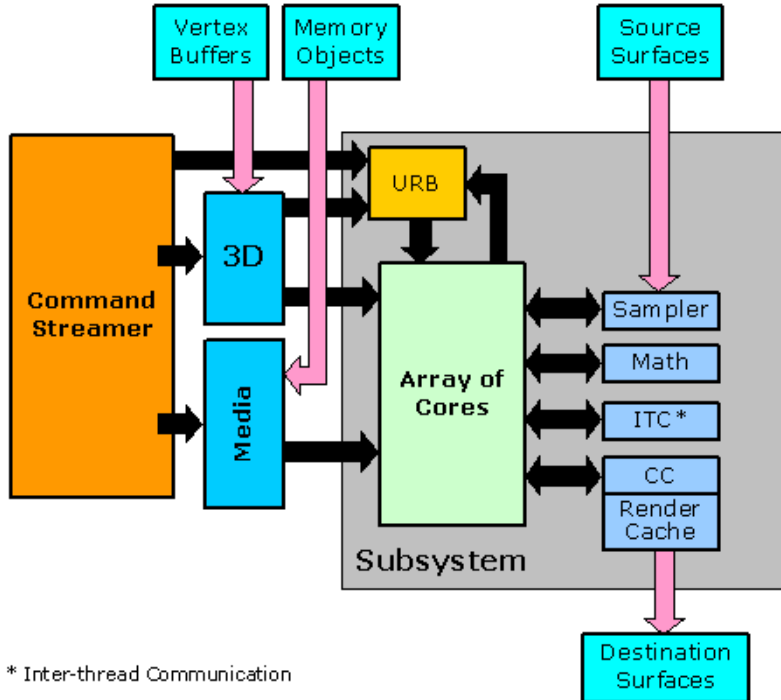 Vertex
Buffers
Memory
Objects
Source
Surfaces
URB
3D
Command
Streamer
Sampler
Math
Array of
Cores
Media
ITC*
CC
Render
Cache
Subsystem
Destination
Surfaces
* Inter-thread Communication